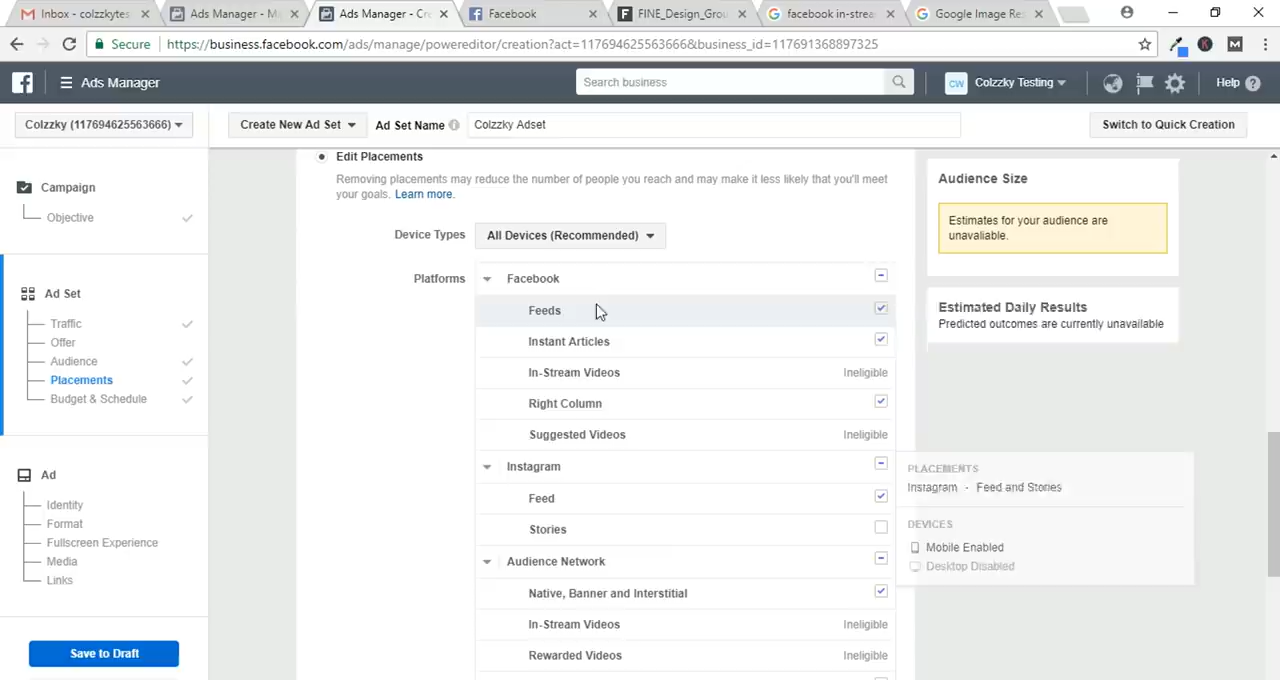 Inbox - colzzkytes
Ads Manager - M
Ads Manager - Cre
Facebook
FINE_Design_Grou
facebook in-strea
Google Image Res
Secure
https://business.facebook.com/ads/manage/powereditor/creation?act=117694625563666&business_id=117691368897325
Ads Manager
Search business
CW
Colzzky Testing
Help
Colzzky (117694625563666)
Create New Ad Set
Ad Set Name
Colzzky Adset
Switch to Quick Creation
Campaign
Objective
Ad Set
Traffic
Offer
Audience
Placements
Budget & Schedule
Ad
Identity
Format
Fullscreen Experience
Media
Links
Save to Draft
Edit Placements
Removing placements may reduce the number of people you reach and may make it less likely that you'll meet
your goals. Learn more.
Device Types
All Devices (Recommended)
Platforms
Facebook
Feeds
Instant Articles
In-Stream Videos Ineligible
Right Column
Suggested Videos Ineligible
Instagram
Feed
Stories
Audience Network
Native, Banner and Interstitial
In-Stream Videos Ineligible
Rewarded Videos Ineligible
Audience Size
Estimates for your audience are
unavaliable.
Estimated Daily Results
Predicted outcomes are currently unavailable
PLACEMENTS
Instagram - Feed and Stories
DEVICES
Mobile Enabled
Desktop Disabled